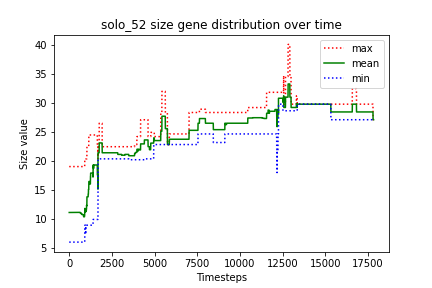 solo_52 size gene distribution over time
max
mean
min
Size value
40
35
30
25
20
15
10
5
0 2500 5000 7500 10000 12500 15000 17500
Timesteps